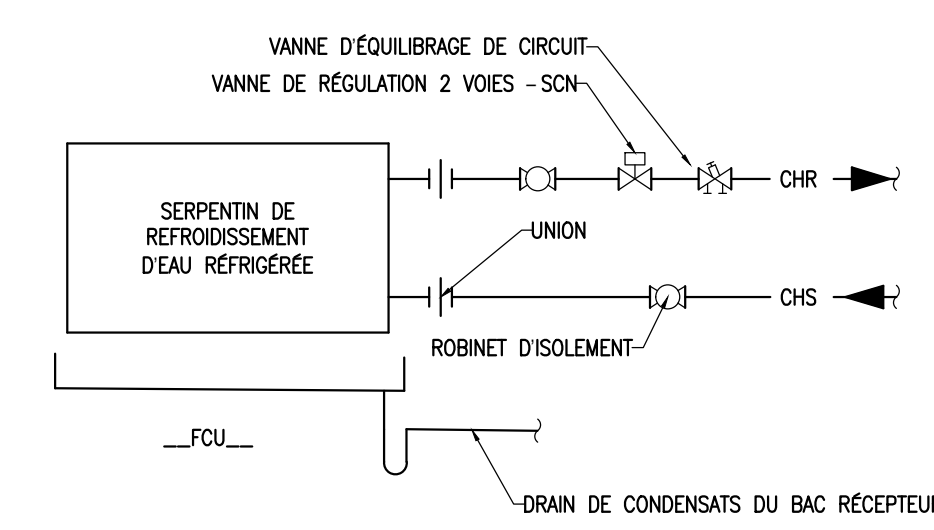 VANNE D'ÉQUILIBRAGE DE CIRCUIT
VANNE DE RÉGULATION 2 VOIES - SCN
CHR
SERPENTIN DE
REFROIDISSEMENT
D'EAU RÉFRIGÉRÉE
UNION
CHS
ROBINET D'ISOLEMENT
__FCU__
DRAIN DE CONDENSATS DU BAC